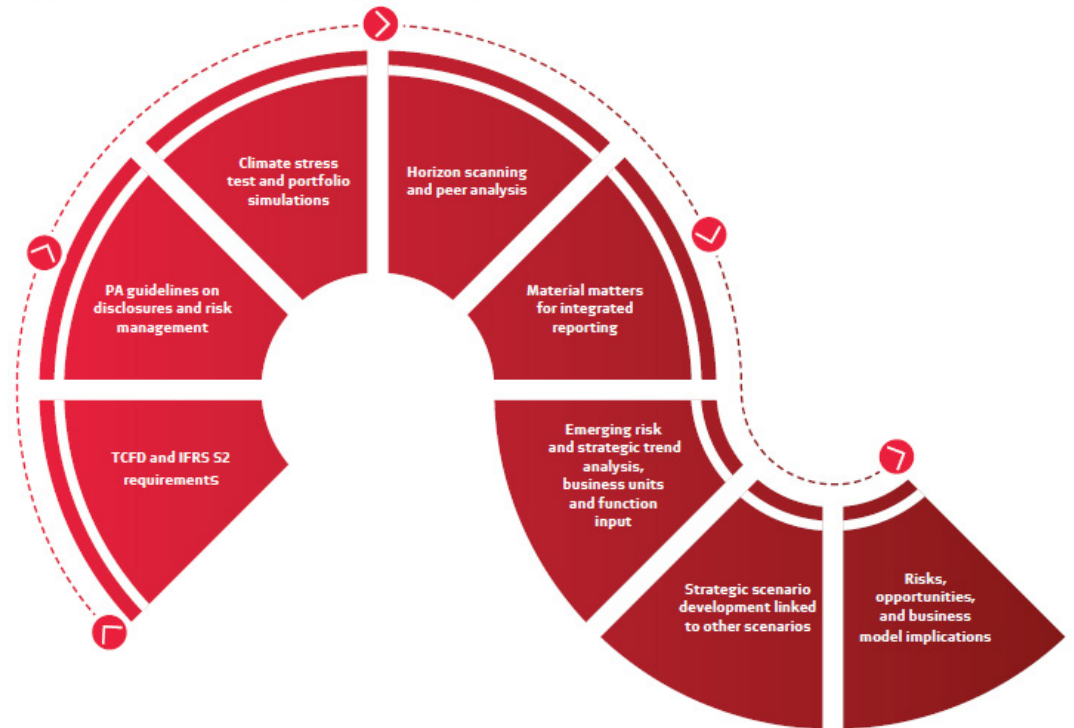 TCFD and IFRS S2
requirements
PA guidelines on
disclosures and risk
management
Climate stress
test and portfolio
simulations
Horizon scanning
and peer analysis
Material matters
for integrated
reporting
Emerging risk
and strategic trend
analysis,
business units
and function
input
Strategic scenario
development linked
to other scenarios
Risks,
opportunities,
and business
model implications